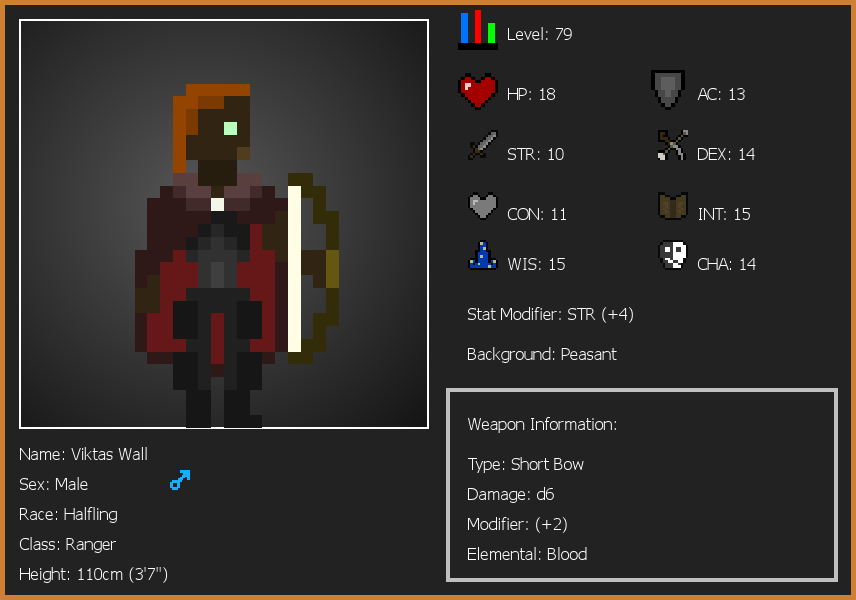 Level: 79
HP: 18
AC: 13
STR: 10
DEX: 14
CON: 11
INT: 15
WIS: 15
CHA: 14
Stat Modifier: STR (+4)
Background: Peasant
Weapon Information:
Type: Short Bow
Damage: d6
Modifier: (+2)
Elemental: Blood
Name: Viktas Wall
Sex: Male
Race: Halfling
Class: Ranger
Height: 110cm (3'7")